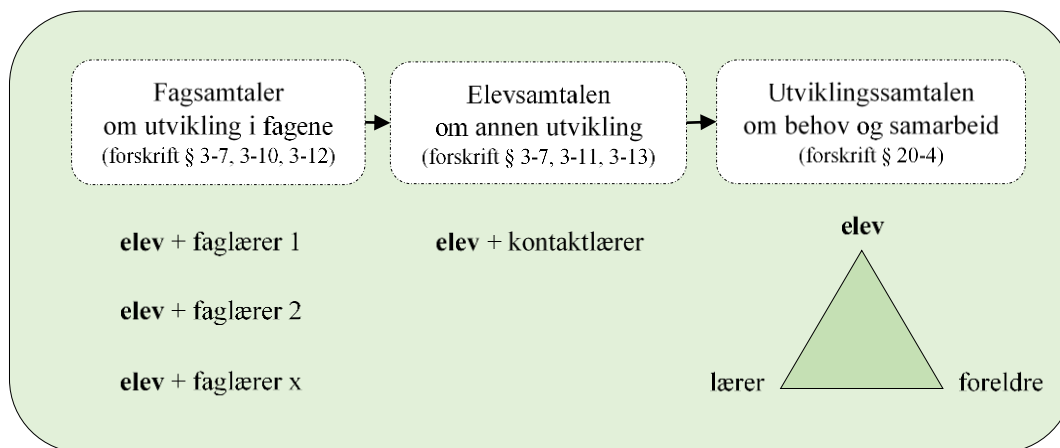 Fagsamtaler
om utvikling i fagene
(forskrift § 3-7, 3-10, 3-12)
Elevsamtalen
om annen utvikling
(forskrift § 3-7, 3-11, 3-13)
Utviklingssamtalen
om behov og samarbeid
(forskrift § 20-4)
elev + faglærer 1
elev + faglærer 2
elev + faglærer x
elev + kontaktlærer
elev
lærer
foreldre